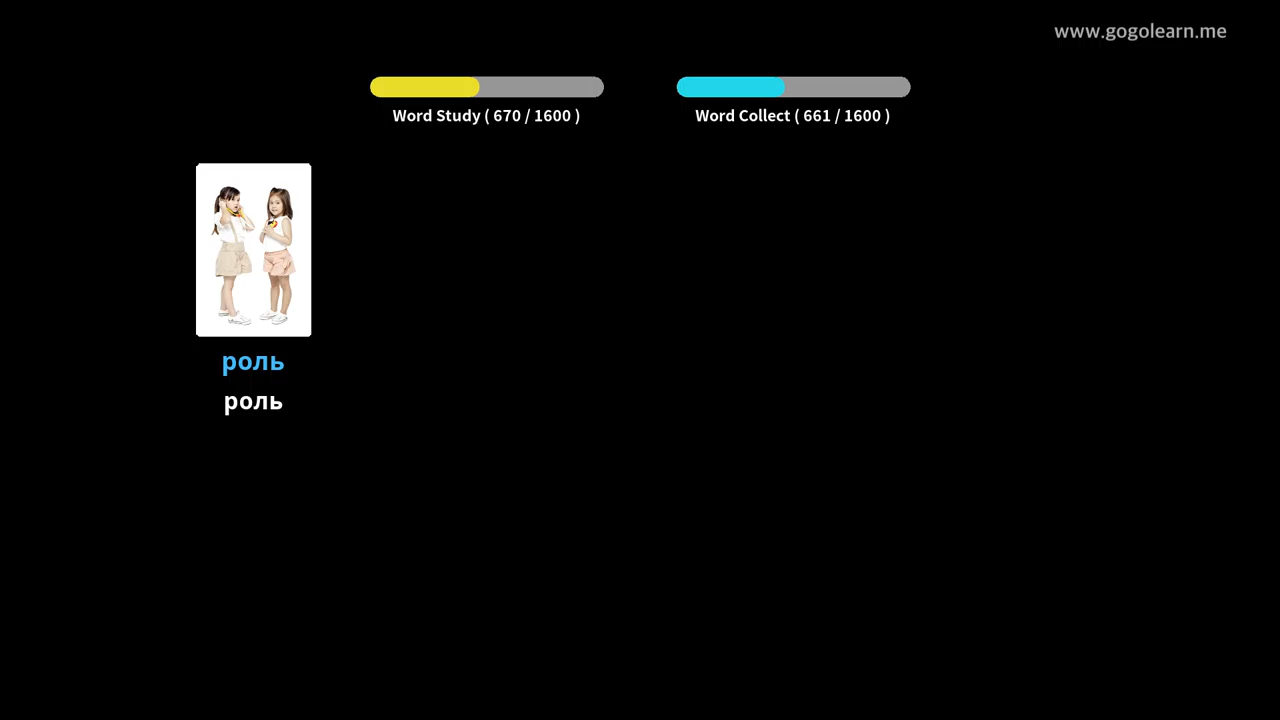 www.gogolearn.me
Word Study ( 670 / 1600 )
Word Collect ( 661 / 1600 )
роль
роль